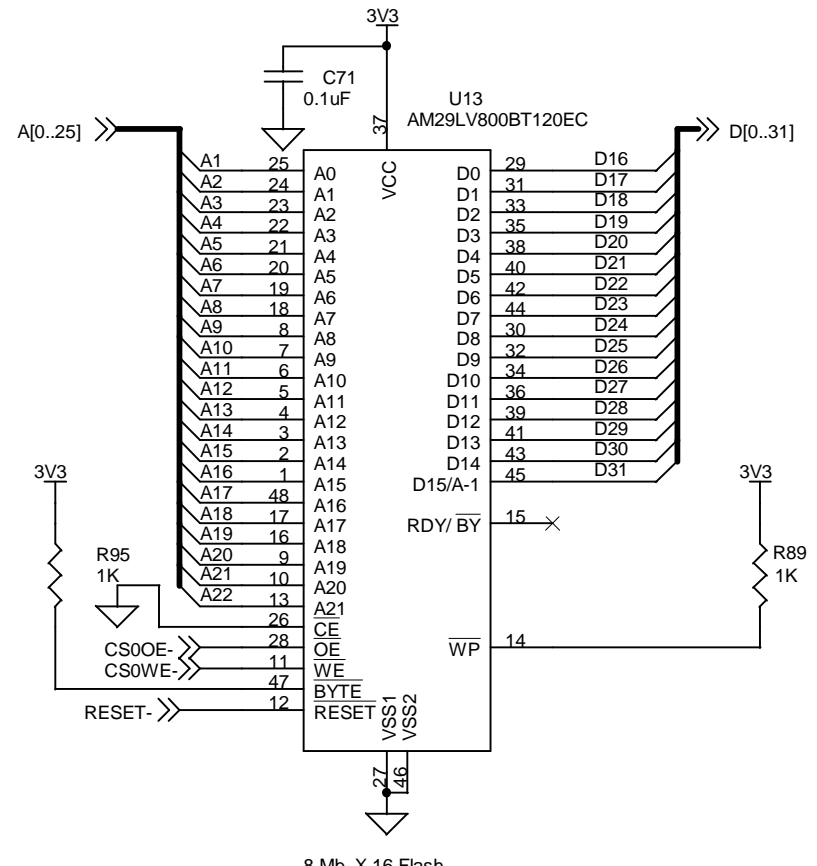 3V3
C71
0.1uF
U13
AM29LV800BT120EC
A[0..25]
D[0..31]
37
VCC
A1 25 A0 D0 29 D16
A2 24 A1 D1 31 D17
A3 23 A2 D2 33 D18
A4 22 A3 D3 35 D19
A5 21 A4 D4 38 D20
A6 20 A5 D5 40 D21
A7 19 A6 D6 42 D22
A8 18 A7 D7 44 D23
A9 8 A8 D8 30 D24
A10 7 A9 D9 32 D25
A11 6 A10 D10 34 D26
A12 5 A11 D11 36 D27
A13 4 A12 D12 39 D28
A14 3 A13 D13 41 D29
A15 2 A14 D14 43 D30
A16 1 A15 D15/A-1 45 D31
A17 48 A16
A18 17 A17 RDY/ BY 15
A19 16 A18
A20 9 A19
A21 10 A20
A22 13 A21
3V3
R95
1K
3V3
R89
1K
26 CE
CS0OE- 28 OE WP 14
CS0WE- 11 WE
47 BYTE
RESET- 12 RESET
VSS1
VSS2
27
46
8 Mb X 16 Flash